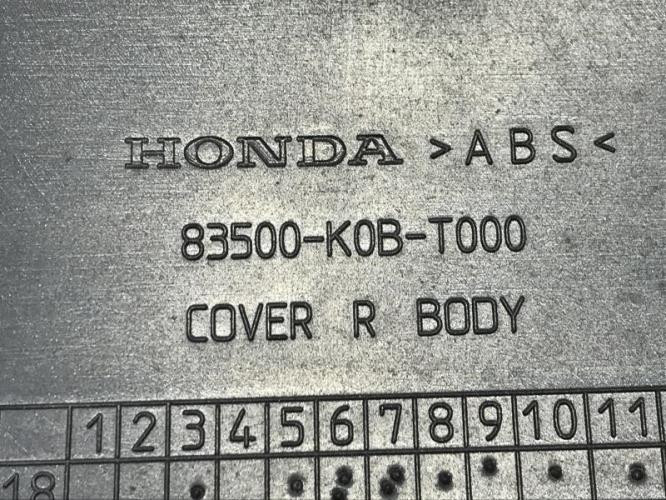 HONDA >ABS<
83500-K0B-T000
COVER R BODY
1 2 3 4 5 6 7 8 9 10 11
18